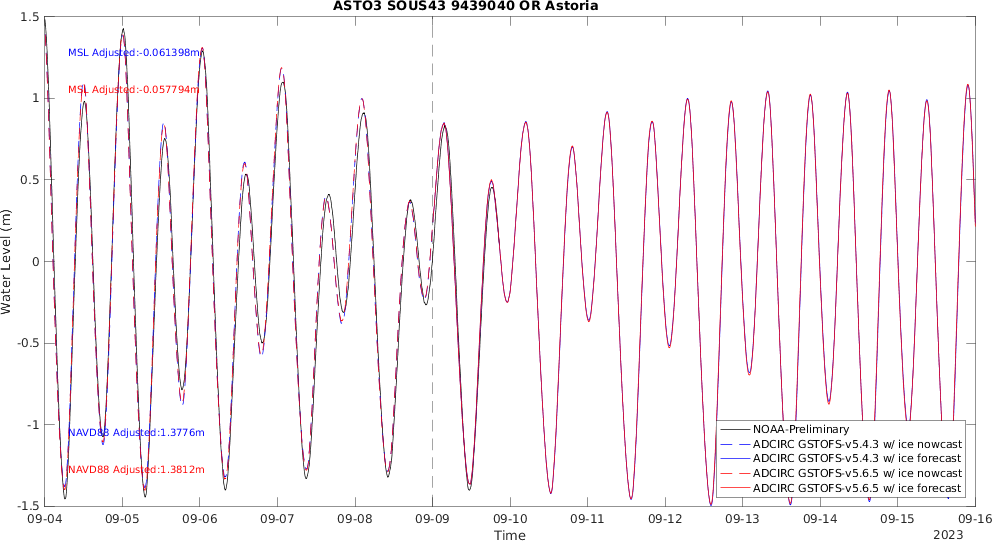 ASTO3 SOUS43 9439040 OR Astoria
1.5
MSL Adjusted:-0.061398m
MSL Adjusted:-0.057794m
1
0.5
Water Level (m)
0
-0.5
-1
NAVD88 Adjusted:1.3776m
NAVD88 Adjusted:1.3812m
-1.5
NOAA-Preliminary
ADCIRC GSTOFS-v5.4.3 w/ ice nowcast
ADCIRC GSTOFS-v5.4.3 w/ ice forecast
ADCIRC GSTOFS-v5.6.5 w/ ice nowcast
ADCIRC GSTOFS-v5.6.5 w/ ice forecast
09-04 09-05 09-06 09-07 09-08 09-09 09-10 09-11 09-12 09-13 09-14 09-15 09-16
Time
2023